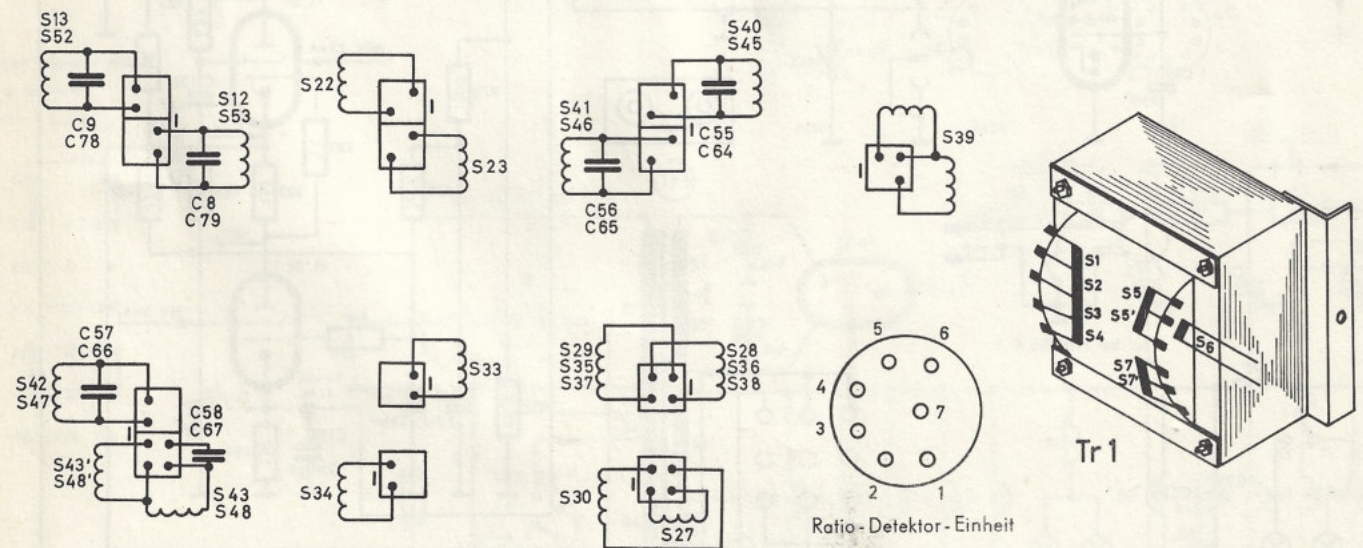 S13
S52
C9
C78
S12
S53
C8
C79
S22
I
S23
S40
S45
S41
S46
I
C55
C64
C56
C65
S39
I
C57
C66
S42
S47
I
C58
C67
S43'
S48'
S43
S48
S33
I
S34
I
S29
S35
S37
I
S28
S36
S38
S30
I
S27
5
6
4
7
3
2
1
Ratio-Detektor-Einheit
S1
S2
S3
S4
S5
S5'
S6
S7
S7'
Tr 1